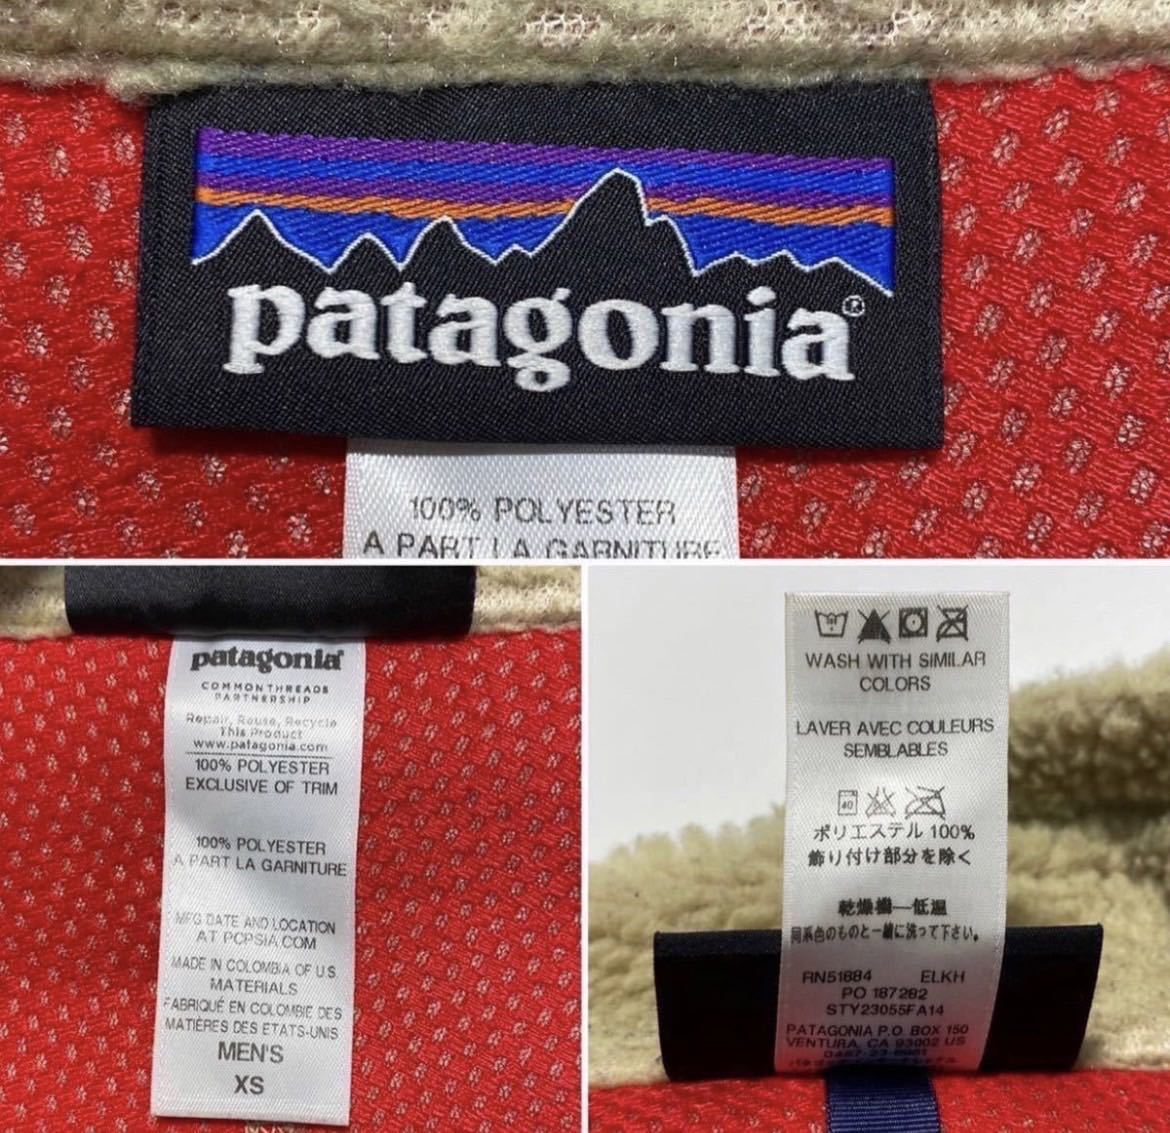 patagonia®
100% POLYESTER
A PART LA GARNITURE
patagonia®
COMMON THREADS
PARTNERSHIP
Repair, Reuse, Recycle
This Product
www.patagonia.com
100% POLYESTER
EXCLUSIVE OF TRIM
100% POLYESTER
A PART LA GARNITURE
MFG DATE AND LOCATION
AT PCPSIA.COM
MADE IN COLOMBIA OF U.S.
MATERIALS
FABRIQUÉ EN COLOMBIE DES
MATIÈRES DES ETATS-UNIS
MEN'S
XS
WASH WITH SIMILAR
COLORS
LAVER AVEC COULEURS
SEMBLABLES
40
ポリエステル 100%
飾り付け部分を除く
乾燥機—低温
同系色のものと一緒に洗って下さい。
RN51884 ELKH
PO 187282
STY23055FA14
PATAGONIA P.O. BOX 150
VENTURA, CA 93002 US